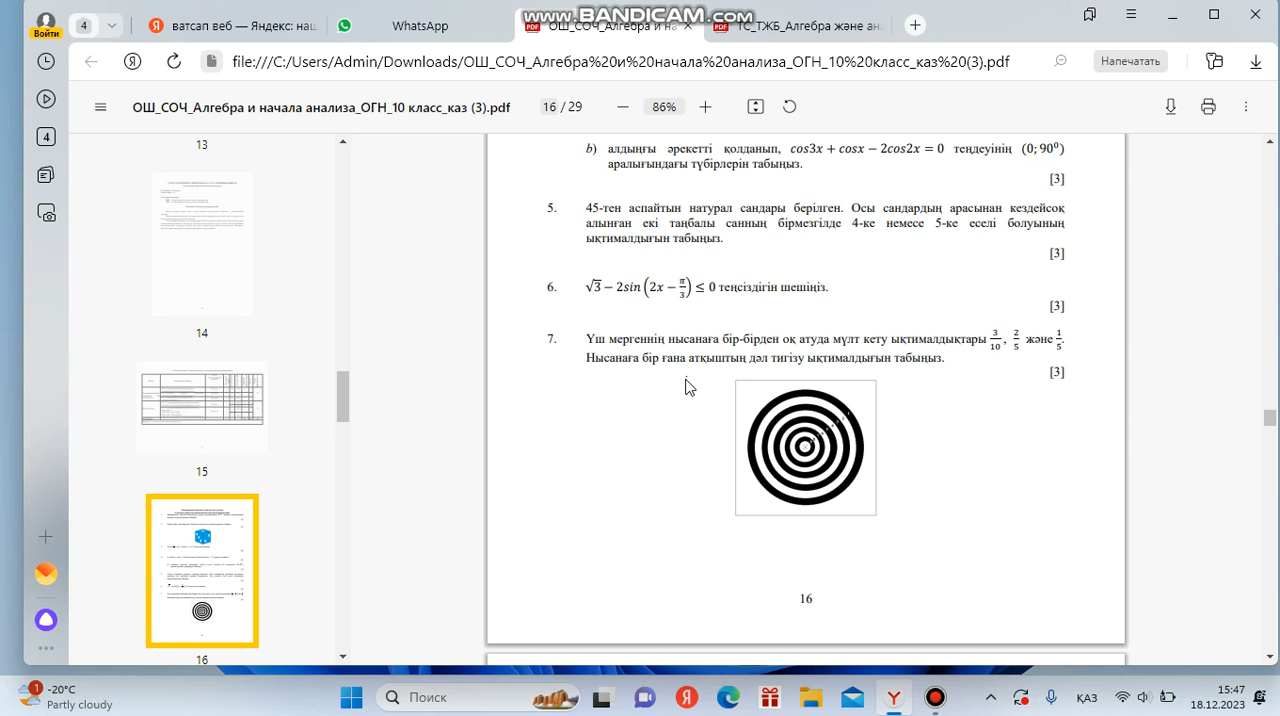 www.BANDICAM.com
4
ватсап веб — Яндекс: наш
WhatsApp
ОШ_СОЧ_Алгебра и на
ТС_ТЖБ_Алгебра және ан
Войти
file:///C:/Users/Admin/Downloads/ОШ_СОЧ_Алгебра%20и%20начала%20анализа_ОГН_10%20класс_каз%20(3).pdf
Напечатать
ОШ_СОЧ_Алгебра и начала анализа_ОГН_10 класс_каз (3).pdf
16 / 29
86%
4
13
14
15
16
b) алдыңғы әрекетті қолданып, cos3x + cosx − 2cos2x = 0 теңдеуінің (0; 90⁰)
аралығындағы түбірлерін табыңыз.
[3]
5. 45-тен аспайтын натурал сандары берілген. Осы сандардың арасынан кездейсоқ
алынған екі таңбалы санның бірмезгілде 4-ке немесе 5-ке еселі болуының
ықтималдығын табыңыз.
[3]
6. √3 − 2sin (2x − π/3) ≤ 0 теңсіздігін шешіңіз.
[3]
7. Үш мергеннің нысанаға бір-бірден оқ атуда мүлт кету ықтималдықтары 3/10, 2/5 және 1/5.
Нысанаға бір ғана атқыштың дәл тигізу ықтималдығын табыңыз.
[3]
16
1
-20°C
Partly cloudy
Поиск
ҚАЗ
15:47
18.12.2023